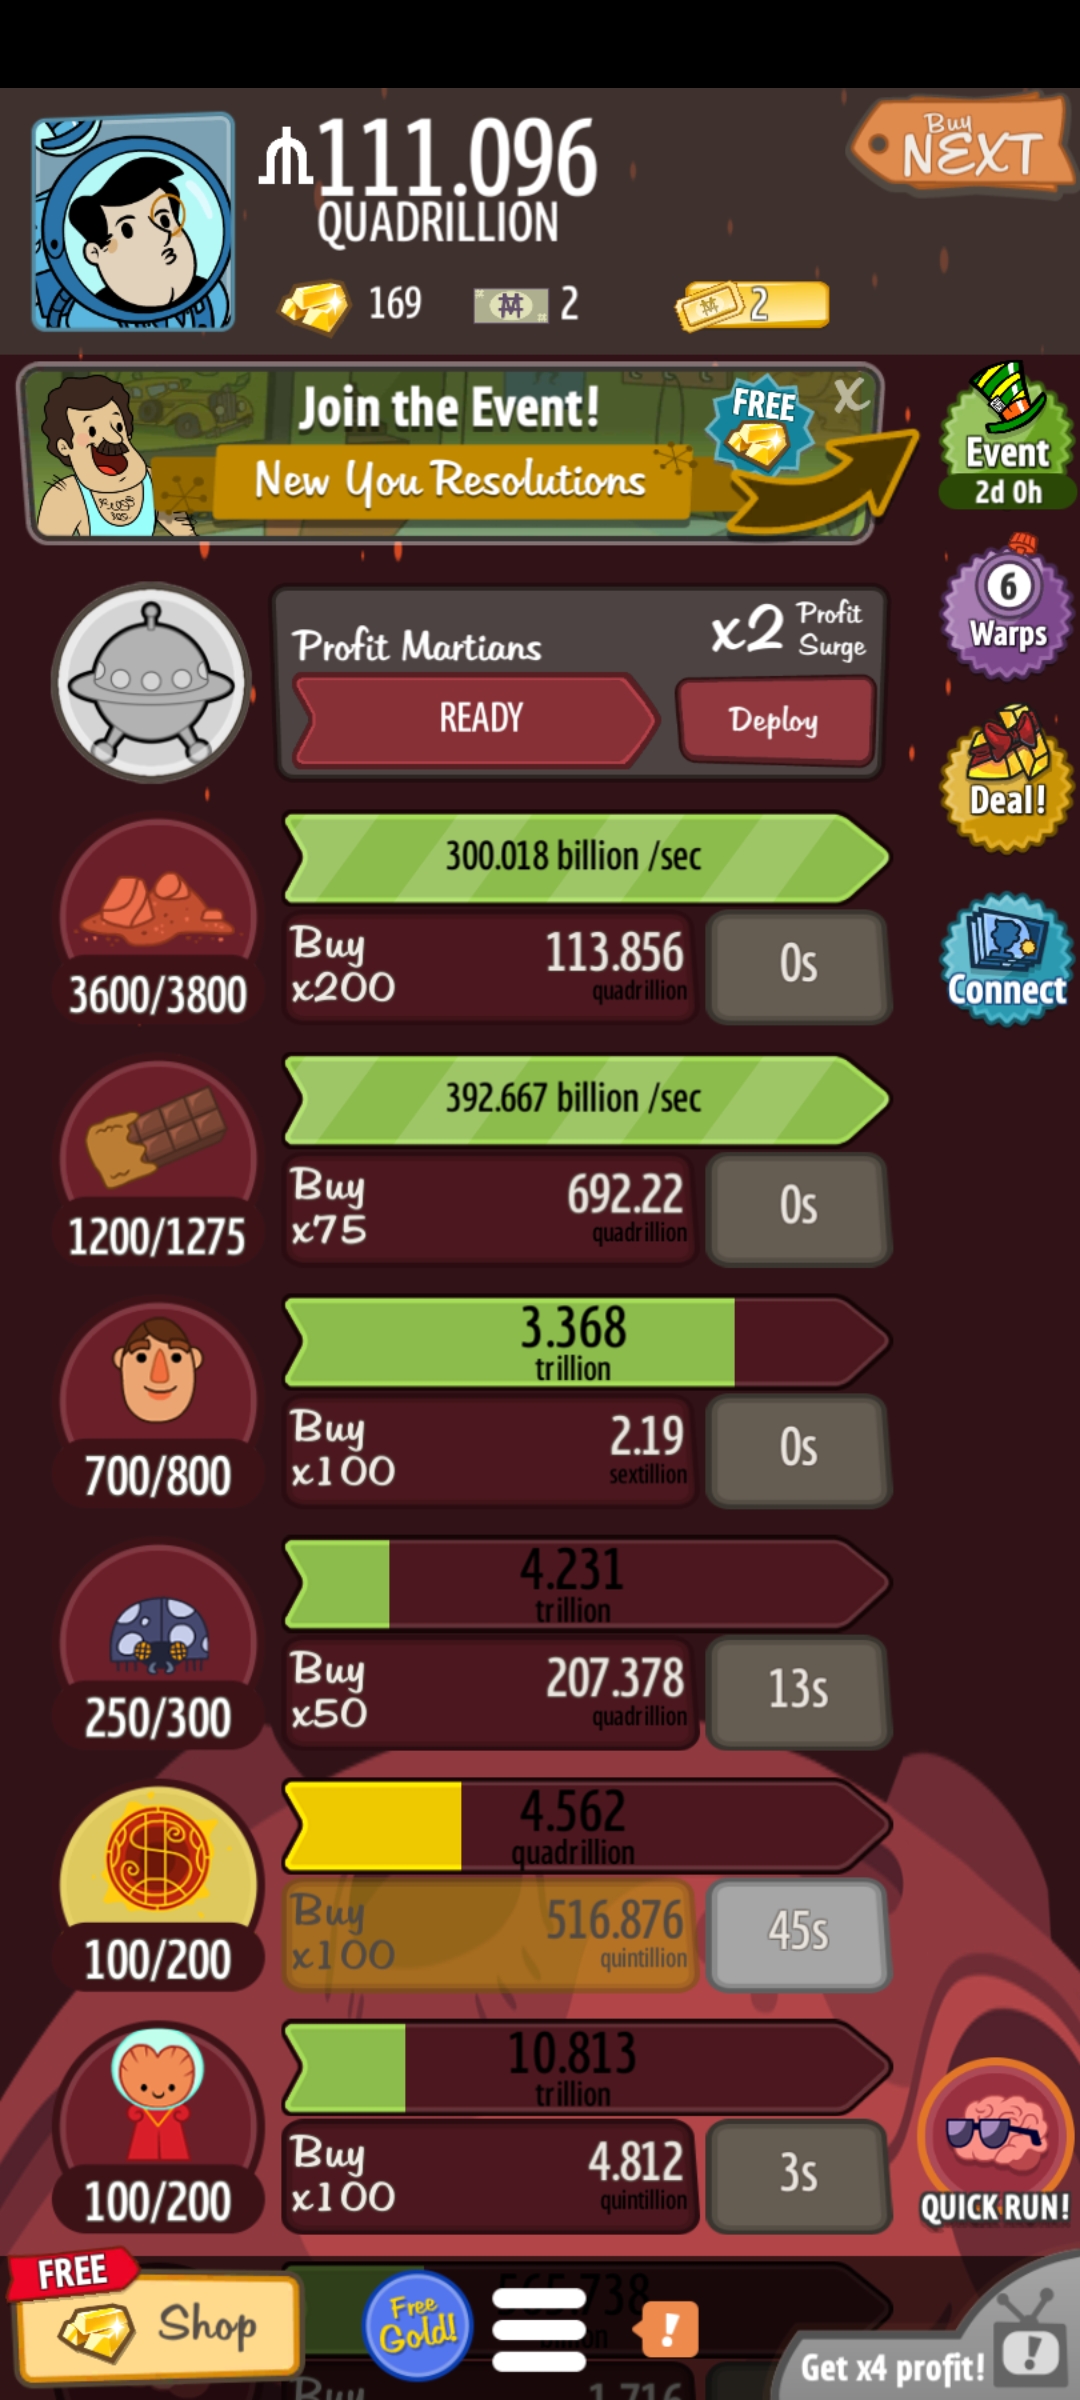 111.096
QUADRILLION
Buy
NEXT
169
2
2
Join the Event!
New You Resolutions
FREE
X
Event
2d 0h
6
Warps
Profit Martians
x2 Profit
Surge
READY
Deploy
Deal!
300.018 billion /sec
3600/3800
Buy
x200
113.856
quadrillion
0s
Connect
392.667 billion /sec
1200/1275
Buy
x75
692.22
quadrillion
0s
3.368
trillion
700/800
Buy
x100
2.19
sextillion
0s
4.231
trillion
250/300
Buy
x50
207.378
quadrillion
13s
4.562
quadrillion
100/200
Buy
x100
516.876
quintillion
45s
10.813
trillion
100/200
Buy
x100
4.812
quintillion
3s
QUICK RUN!
FREE
Shop
Free
Gold!
!
565.738
Get x4 profit!
!
Buy
1.716